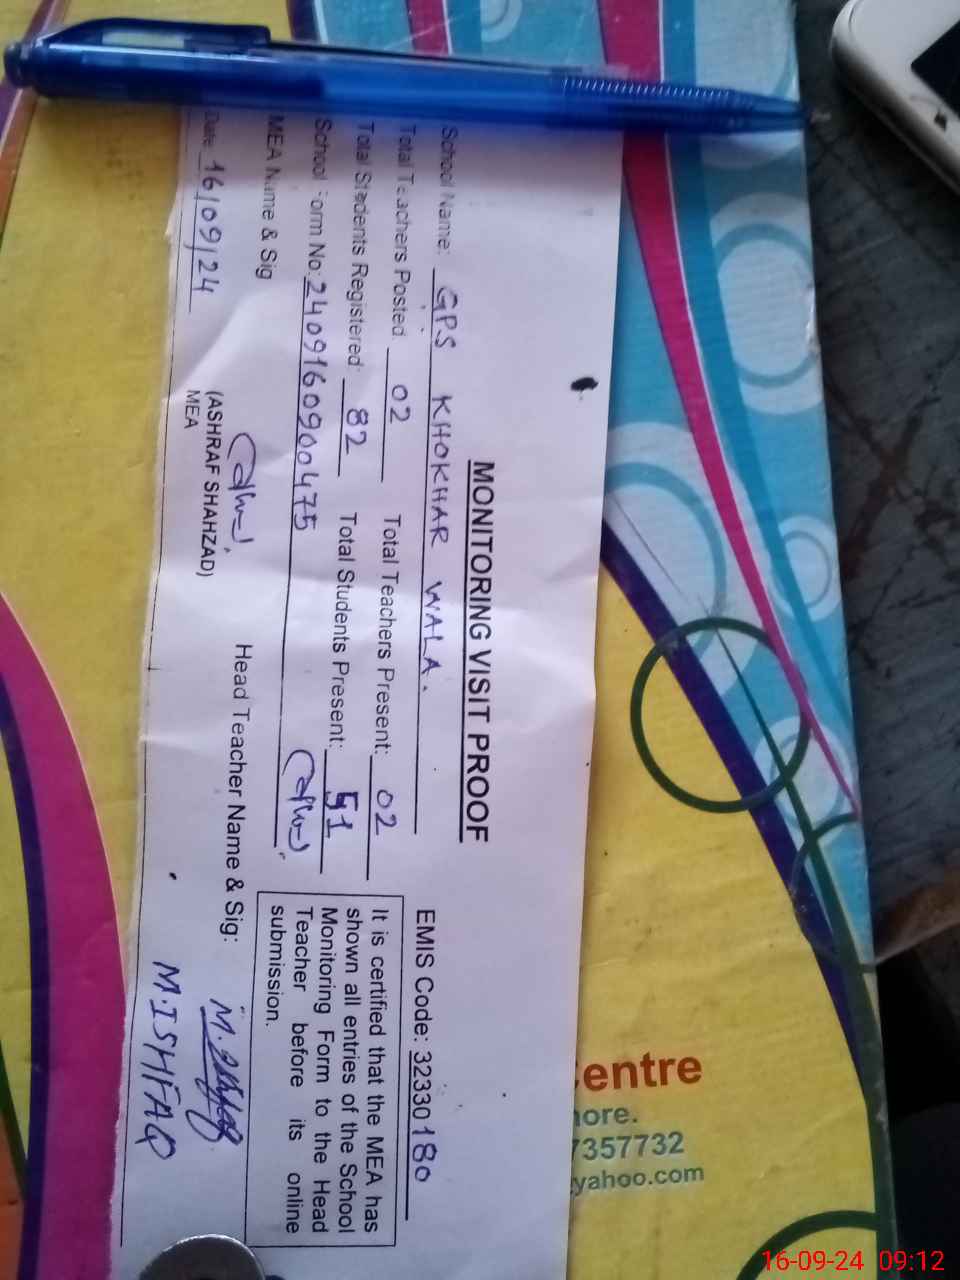 MONITORING VISIT PROOF
School Name: GPS KHOKHAR WALA. EMIS Code: 32330180
Total Teachers Posted: 02 Total Teachers Present: 02
Total Students Registered: 82 Total Students Present: 51
School Form No: 2409160900475
It is certified that the MEA has
shown all entries of the School
Monitoring Form to the Head
Teacher before its online
submission.
MEA Name & Sig Head Teacher Name & Sig:
(ASHRAF SHAHZAD)
MEA
Date 16/09/24
M.ISHFAQ
entre
ore.
7357732
yahoo.com
16-09-24 09:12